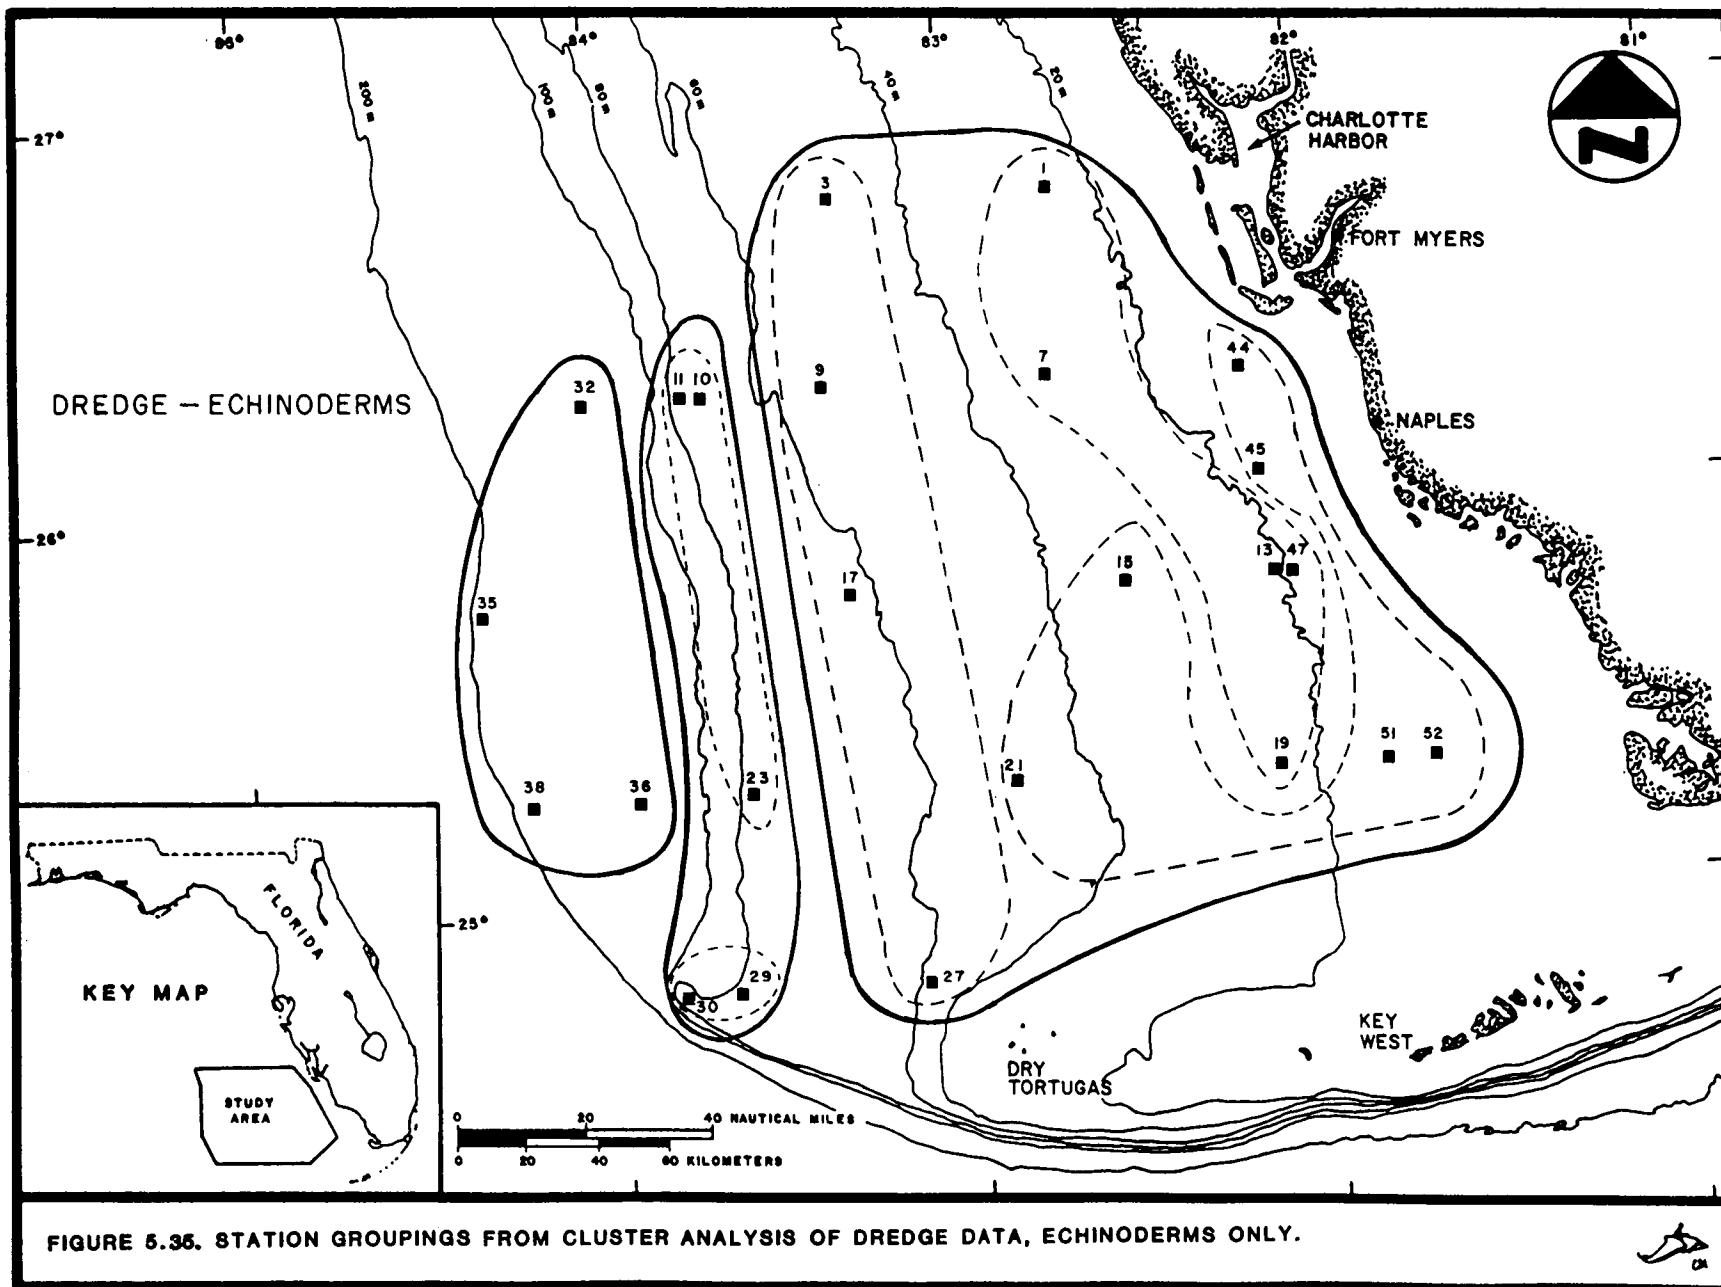 85° 84° 83° 82° 81°
200 m 100 m 80 m 60 m 40 m 20 m
27°
CHARLOTTE
HARBOR
N
3 1
FORT MYERS
44
32 11 10 9 7
DREDGE – ECHINODERMS
NAPLES
45
26°
13 47
15
17
35
51 52
19
21
38 36 23
25°
FLORIDA
KEY MAP
29 27
30
KEY
WEST
DRY
TORTUGAS
STUDY
AREA
0 20 40 NAUTICAL MILES
0 20 40 60 KILOMETERS
FIGURE 5.35. STATION GROUPINGS FROM CLUSTER ANALYSIS OF DREDGE DATA, ECHINODERMS ONLY.